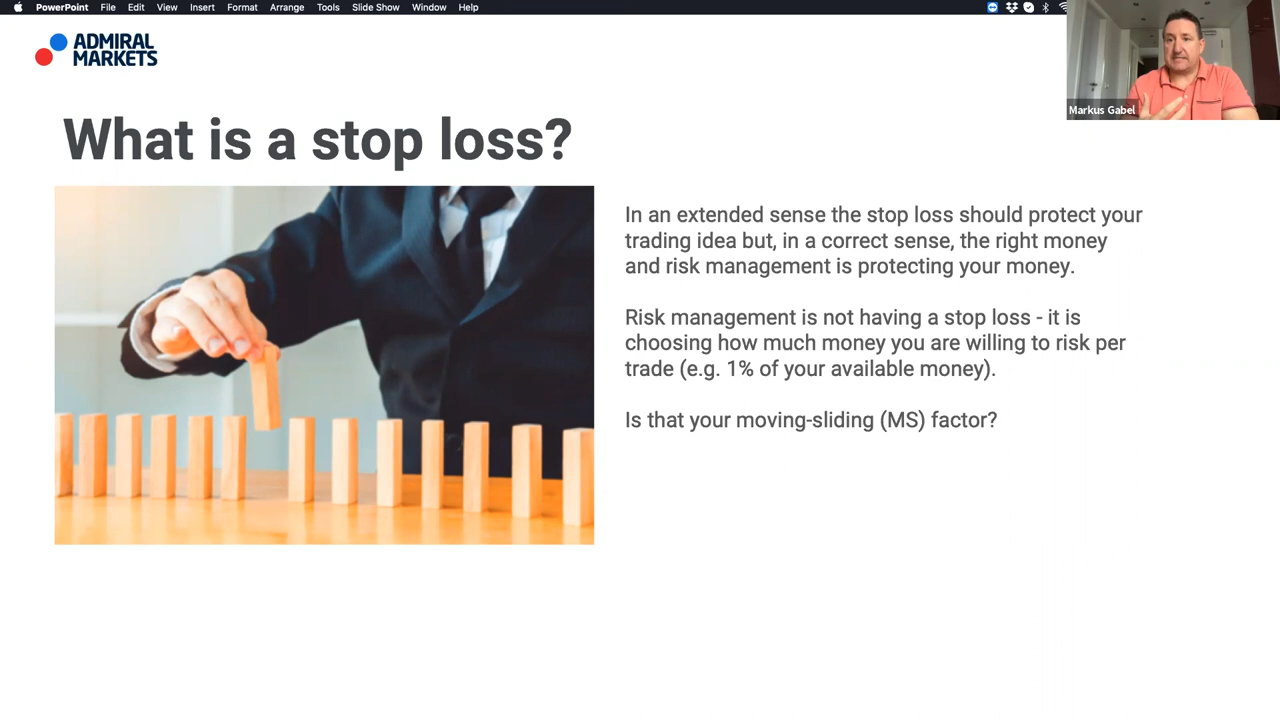 PowerPoint File Edit View Insert Format Arrange Tools Slide Show Window Help
ADMIRAL
MARKETS
Markus Gabel
What is a stop loss?
In an extended sense the stop loss should protect your
trading idea but, in a correct sense, the right money
and risk management is protecting your money.
Risk management is not having a stop loss - it is
choosing how much money you are willing to risk per
trade (e.g. 1% of your available money).
Is that your moving-sliding (MS) factor?